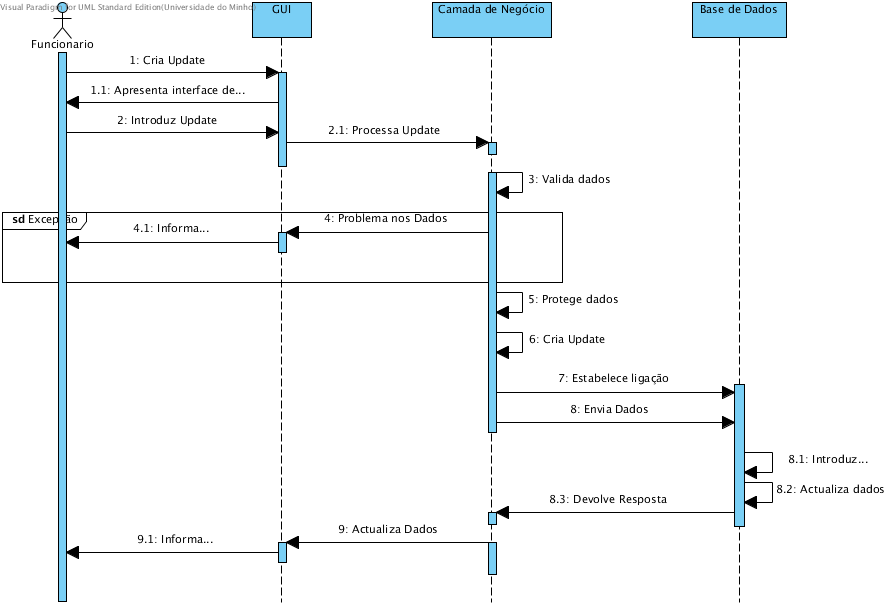 Visual Paradigm for UML Standard Edition(Universidade do Minho)
GUI
Camada de Negócio
Base de Dados
Funcionario
1: Cria Update
1.1: Apresenta interface de...
2: Introduz Update
2.1: Processa Update
3: Valida dados
sd Excepção
4: Problema nos Dados
4.1: Informa...
5: Protege dados
6: Cria Update
7: Estabelece ligação
8: Envia Dados
8.1: Introduz...
8.2: Actualiza dados
8.3: Devolve Resposta
9: Actualiza Dados
9.1: Informa...